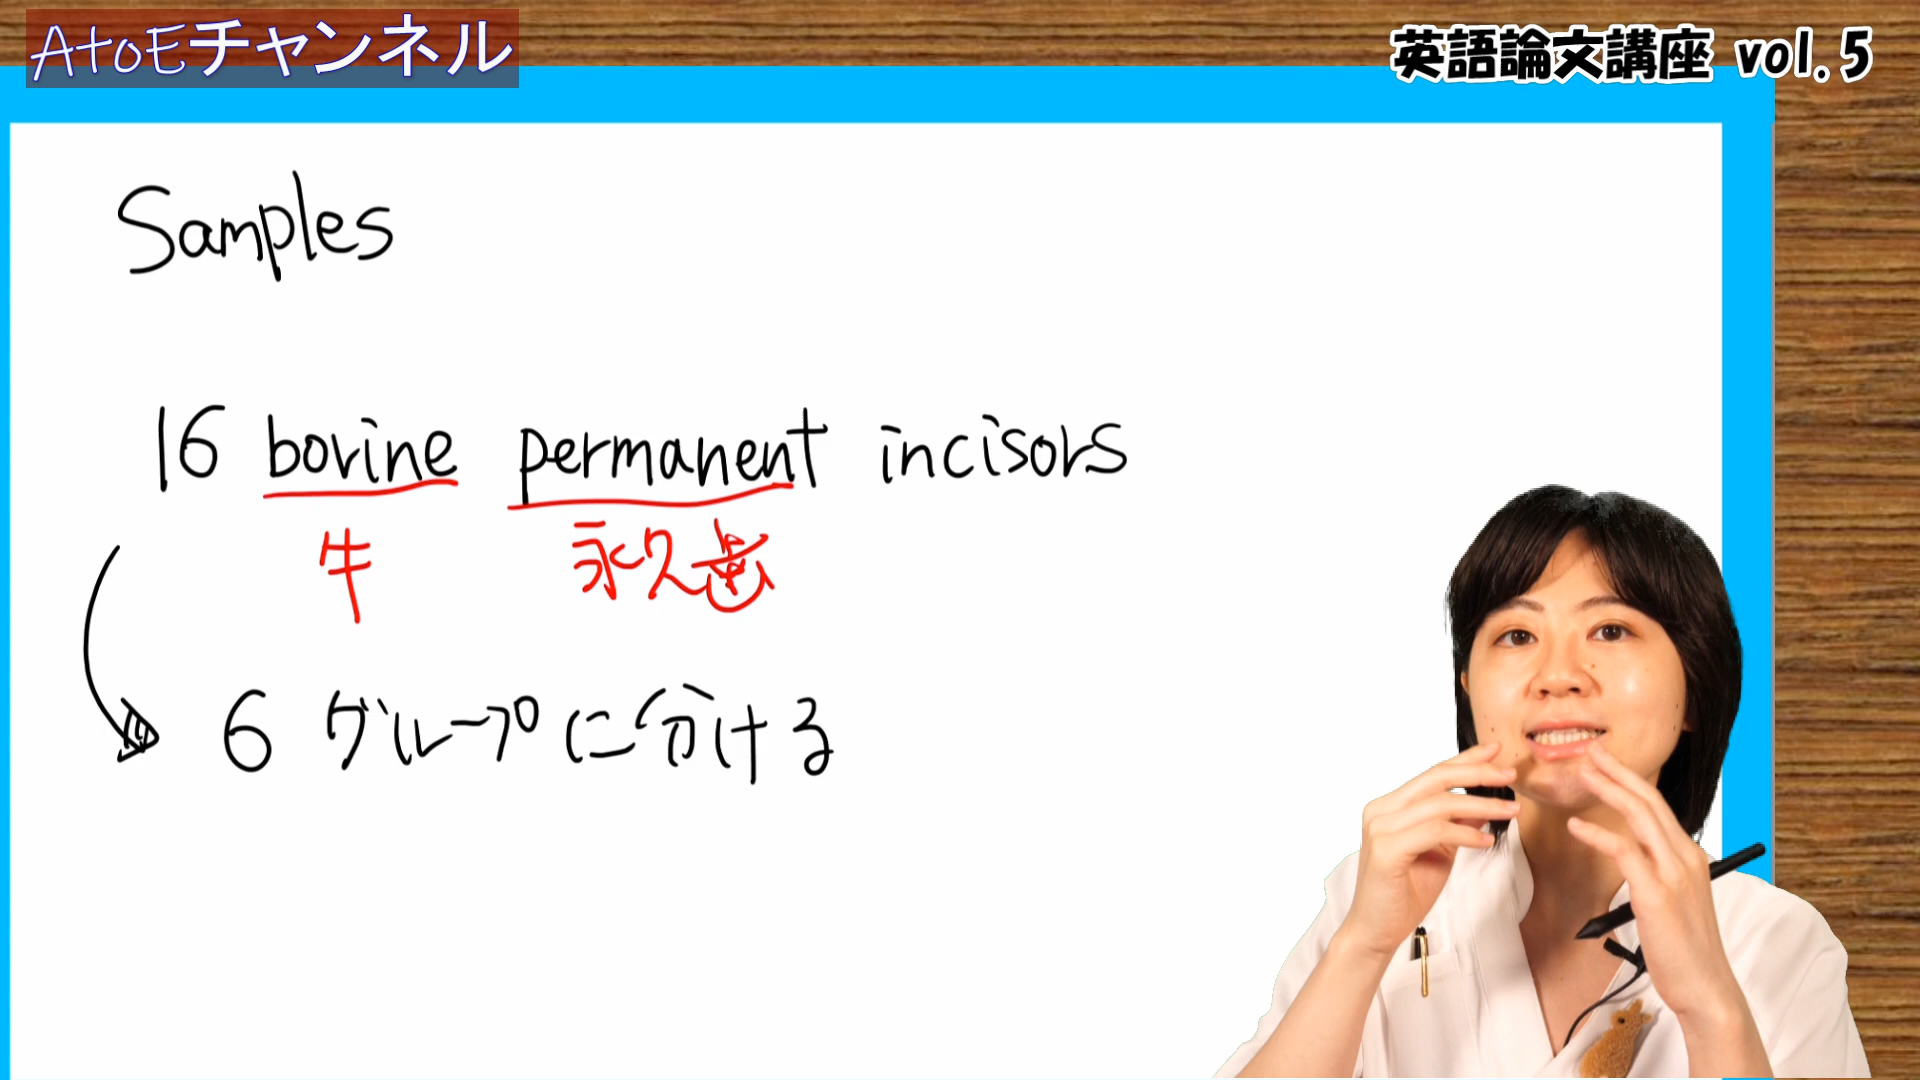 AtoEチャンネル
英語論文講座 vol.5
Samples
16 bovine permanent incisors
牛 永久歯
6 グループに分ける